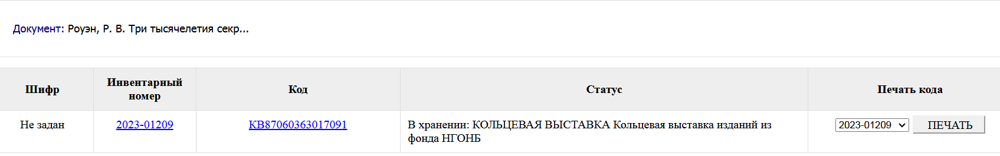 Документ: Роуэн, Р. В. Три тысячелетия секр...
Шифр
Инвентарный
номер
Код
Статус
Печать кода
Не задан
2023-01209
КВ87060363017091
В хранении: КОЛЬЦЕВАЯ ВЫСТАВКА Кольцевая выставка изданий из
фонда НГОНБ
2023-01209
ПЕЧАТЬ